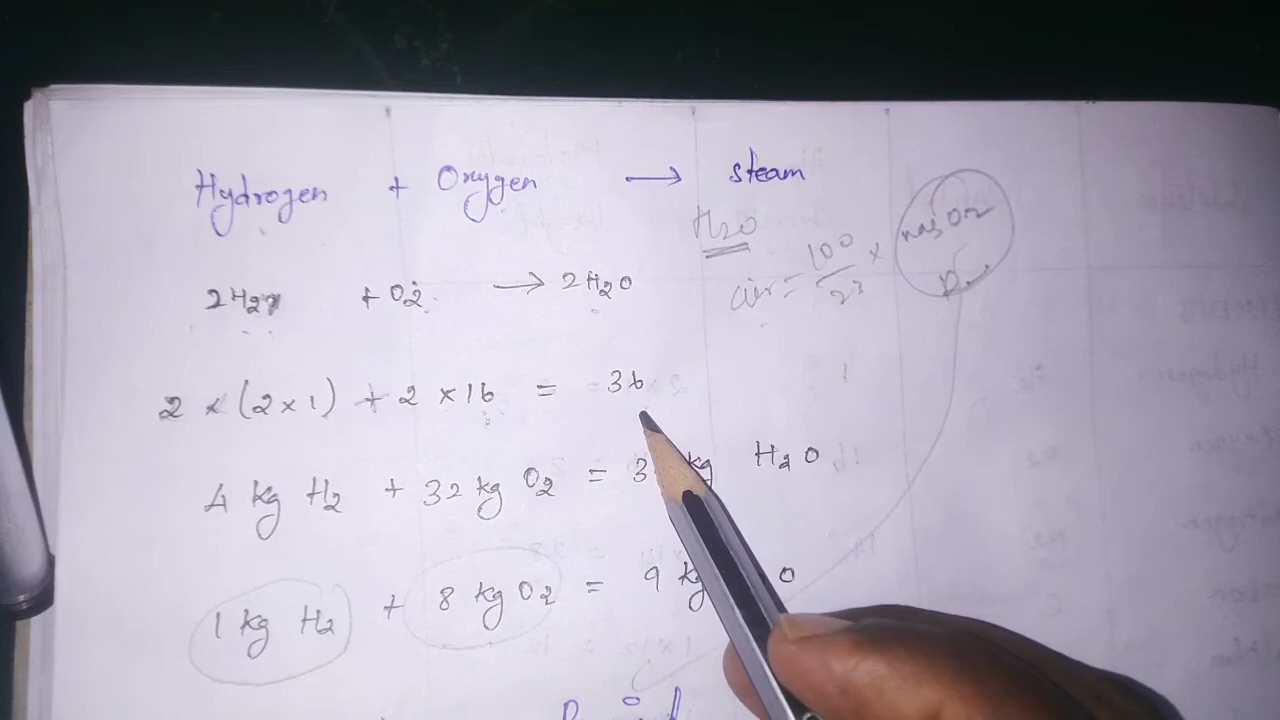 Hydrogen + Oxygen → steam
H2O
2H2 + O2 → 2H2O
air = 100/23 ×
2 × (2×1) + 2 × 16 = 36
4 kg H2 + 32 kg O2 = 3 kg H2O
1 kg H2 + 8 kg O2 = 9 kg O